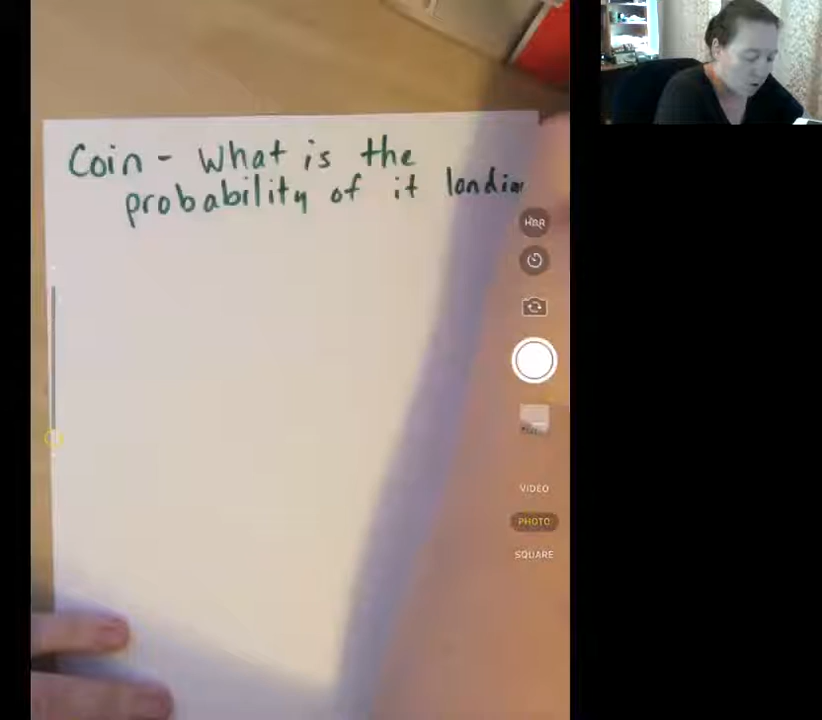 Coin - What is the
probability of it landin
HDR
VIDEO
PHOTO
SQUARE